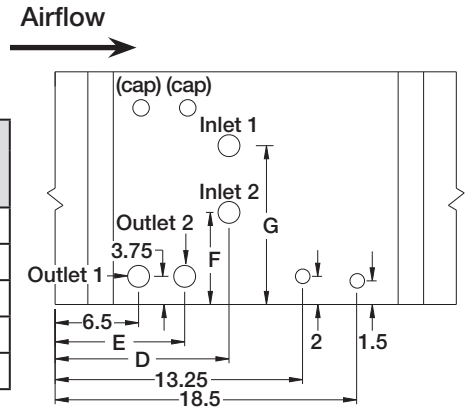 Airflow
(cap) (cap)
Inlet 1
Inlet 2
G
Outlet 2
F
3.75
Outlet 1
6.5
E
2
1.5
D
13.25
18.5